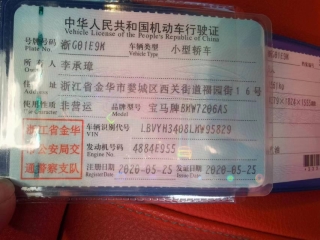 中华人民共和国机动车行驶证
Vehicle License of the People's Republic of China
号牌号码 浙G01E9M 车辆类型 小型轿车
Plate No. Vehicle Type
所有人 李承璋
Owner
住址 浙江省金华市婺城区西关街道福园街16号
Address
使用性质 非营运 品牌型号 宝马牌BMW7206AS
浙江省金华 车辆识别代号 LBVYH3408LMW95829
VIN
市公安局交 发动机号码 4884E955
Engine No.
通警察支队 注册日期 2020-05-25 发证日期 2020-05-25
Register Date Issue Date